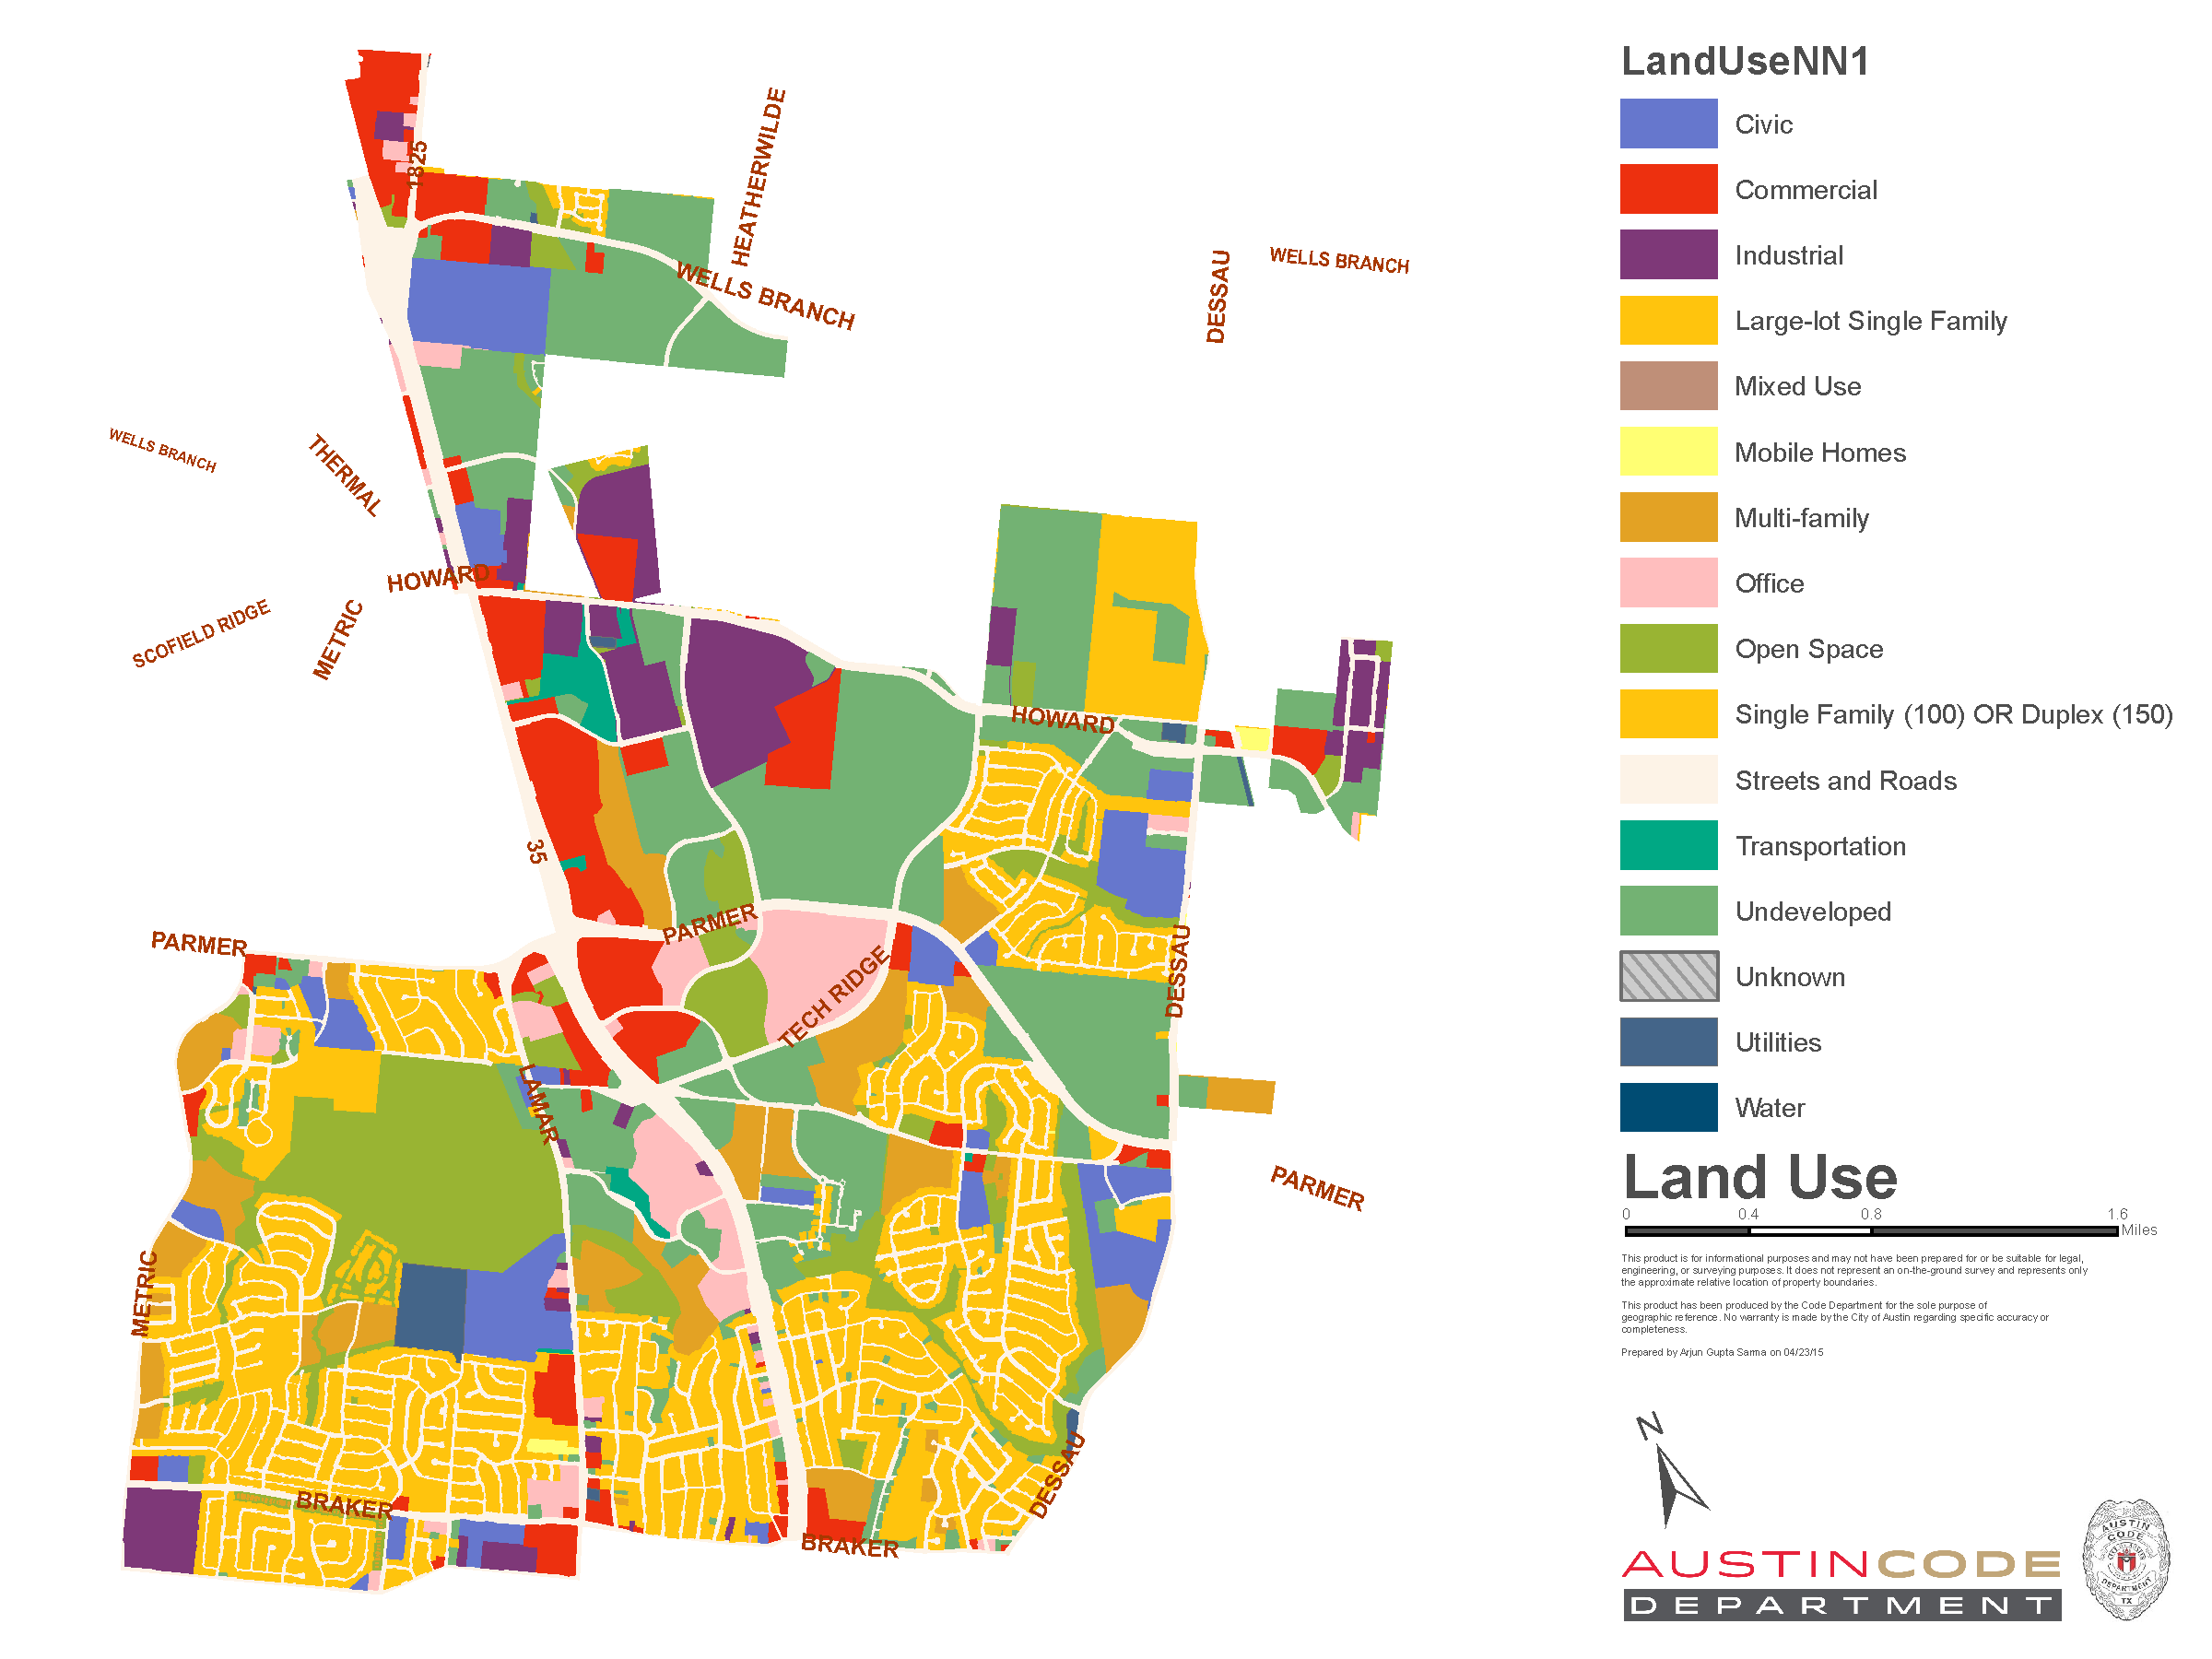 LandUseNN1
Civic
Commercial
Industrial
Large-lot Single Family
Mixed Use
Mobile Homes
Multi-family
Office
Open Space
Single Family (100) OR Duplex (150)
Streets and Roads
Transportation
Undeveloped
Unknown
Utilities
Water
Land Use
0 0.4 0.8 1.6
Miles
This product is for informational purposes and may not have been prepared for or be suitable for legal,
engineering, or surveying purposes. It does not represent an on-the-ground survey and represents only
the approximate relative location of property boundaries.
This product has been produced by the Code Department for the sole purpose of
geographic reference. No warranty is made by the City of Austin regarding specific accuracy or
completeness.
Prepared by Arjun Gupta Sarma on 04/23/15
N
AUSTINCODE
DEPARTMENT
AUSTIN
CODE
DEPARTMENT
TX
1825
HEATHERWILDE
WELLS BRANCH
DESSAU
WELLS BRANCH
WELLS BRANCH
THERMAL
HOWARD
SCOFIELD RIDGE
METRIC
HOWARD
35
PARMER
PARMER
TECH RIDGE
DESSAU
LAMAR
PARMER
METRIC
DESSAU
BRAKER
BRAKER